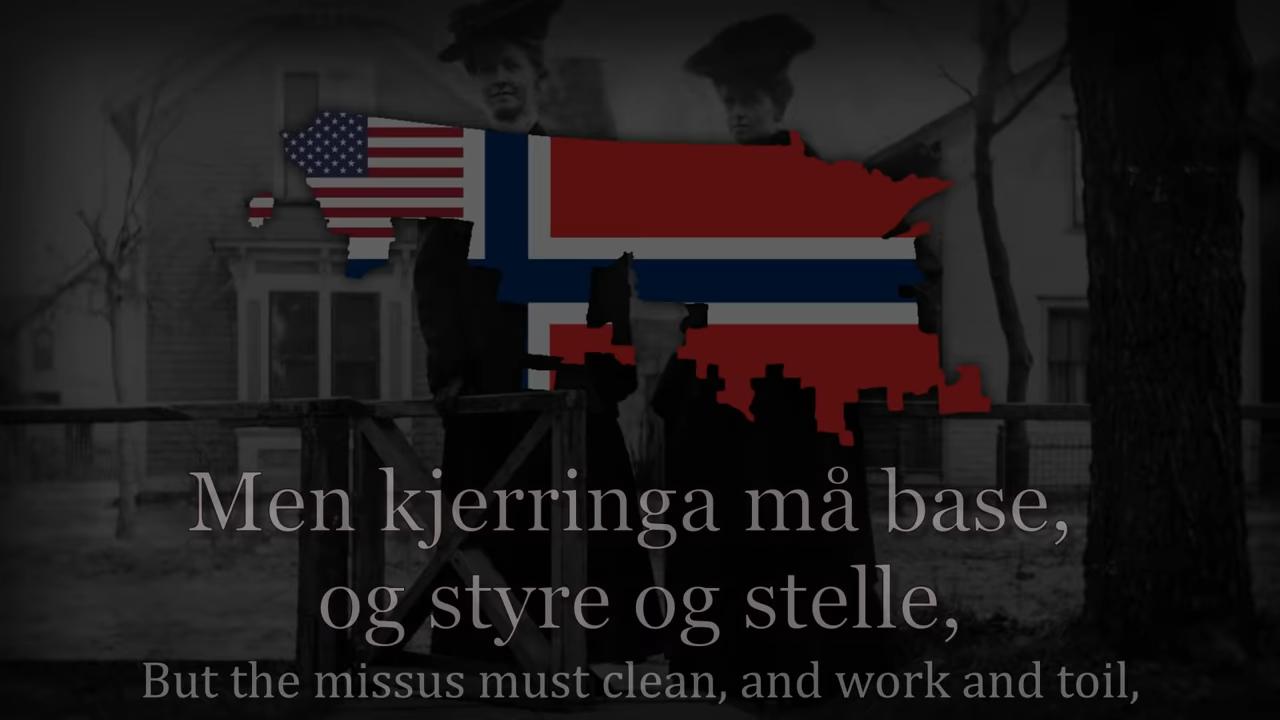 Men kjerringa må base,
og styre og stelle,
But the missus must clean, and work and toil,